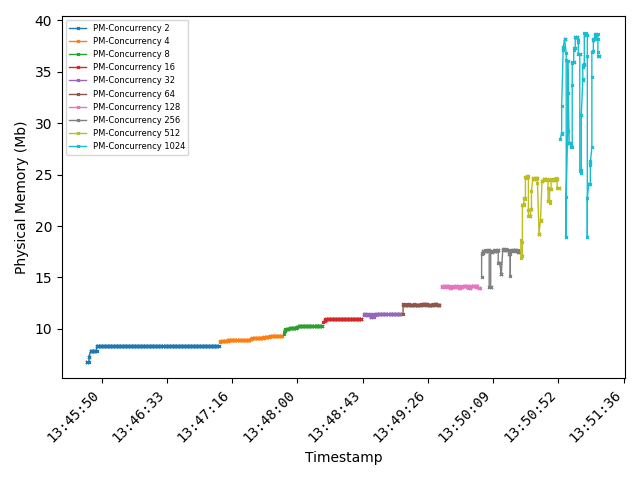 PM-Concurrency 2
PM-Concurrency 4
PM-Concurrency 8
PM-Concurrency 16
PM-Concurrency 32
PM-Concurrency 64
PM-Concurrency 128
PM-Concurrency 256
PM-Concurrency 512
PM-Concurrency 1024
Physical Memory (Mb)
40
35
30
25
20
15
10
13:45:50
13:46:33
13:47:16
13:48:00
13:48:43
13:49:26
13:50:09
13:50:52
13:51:36
Timestamp